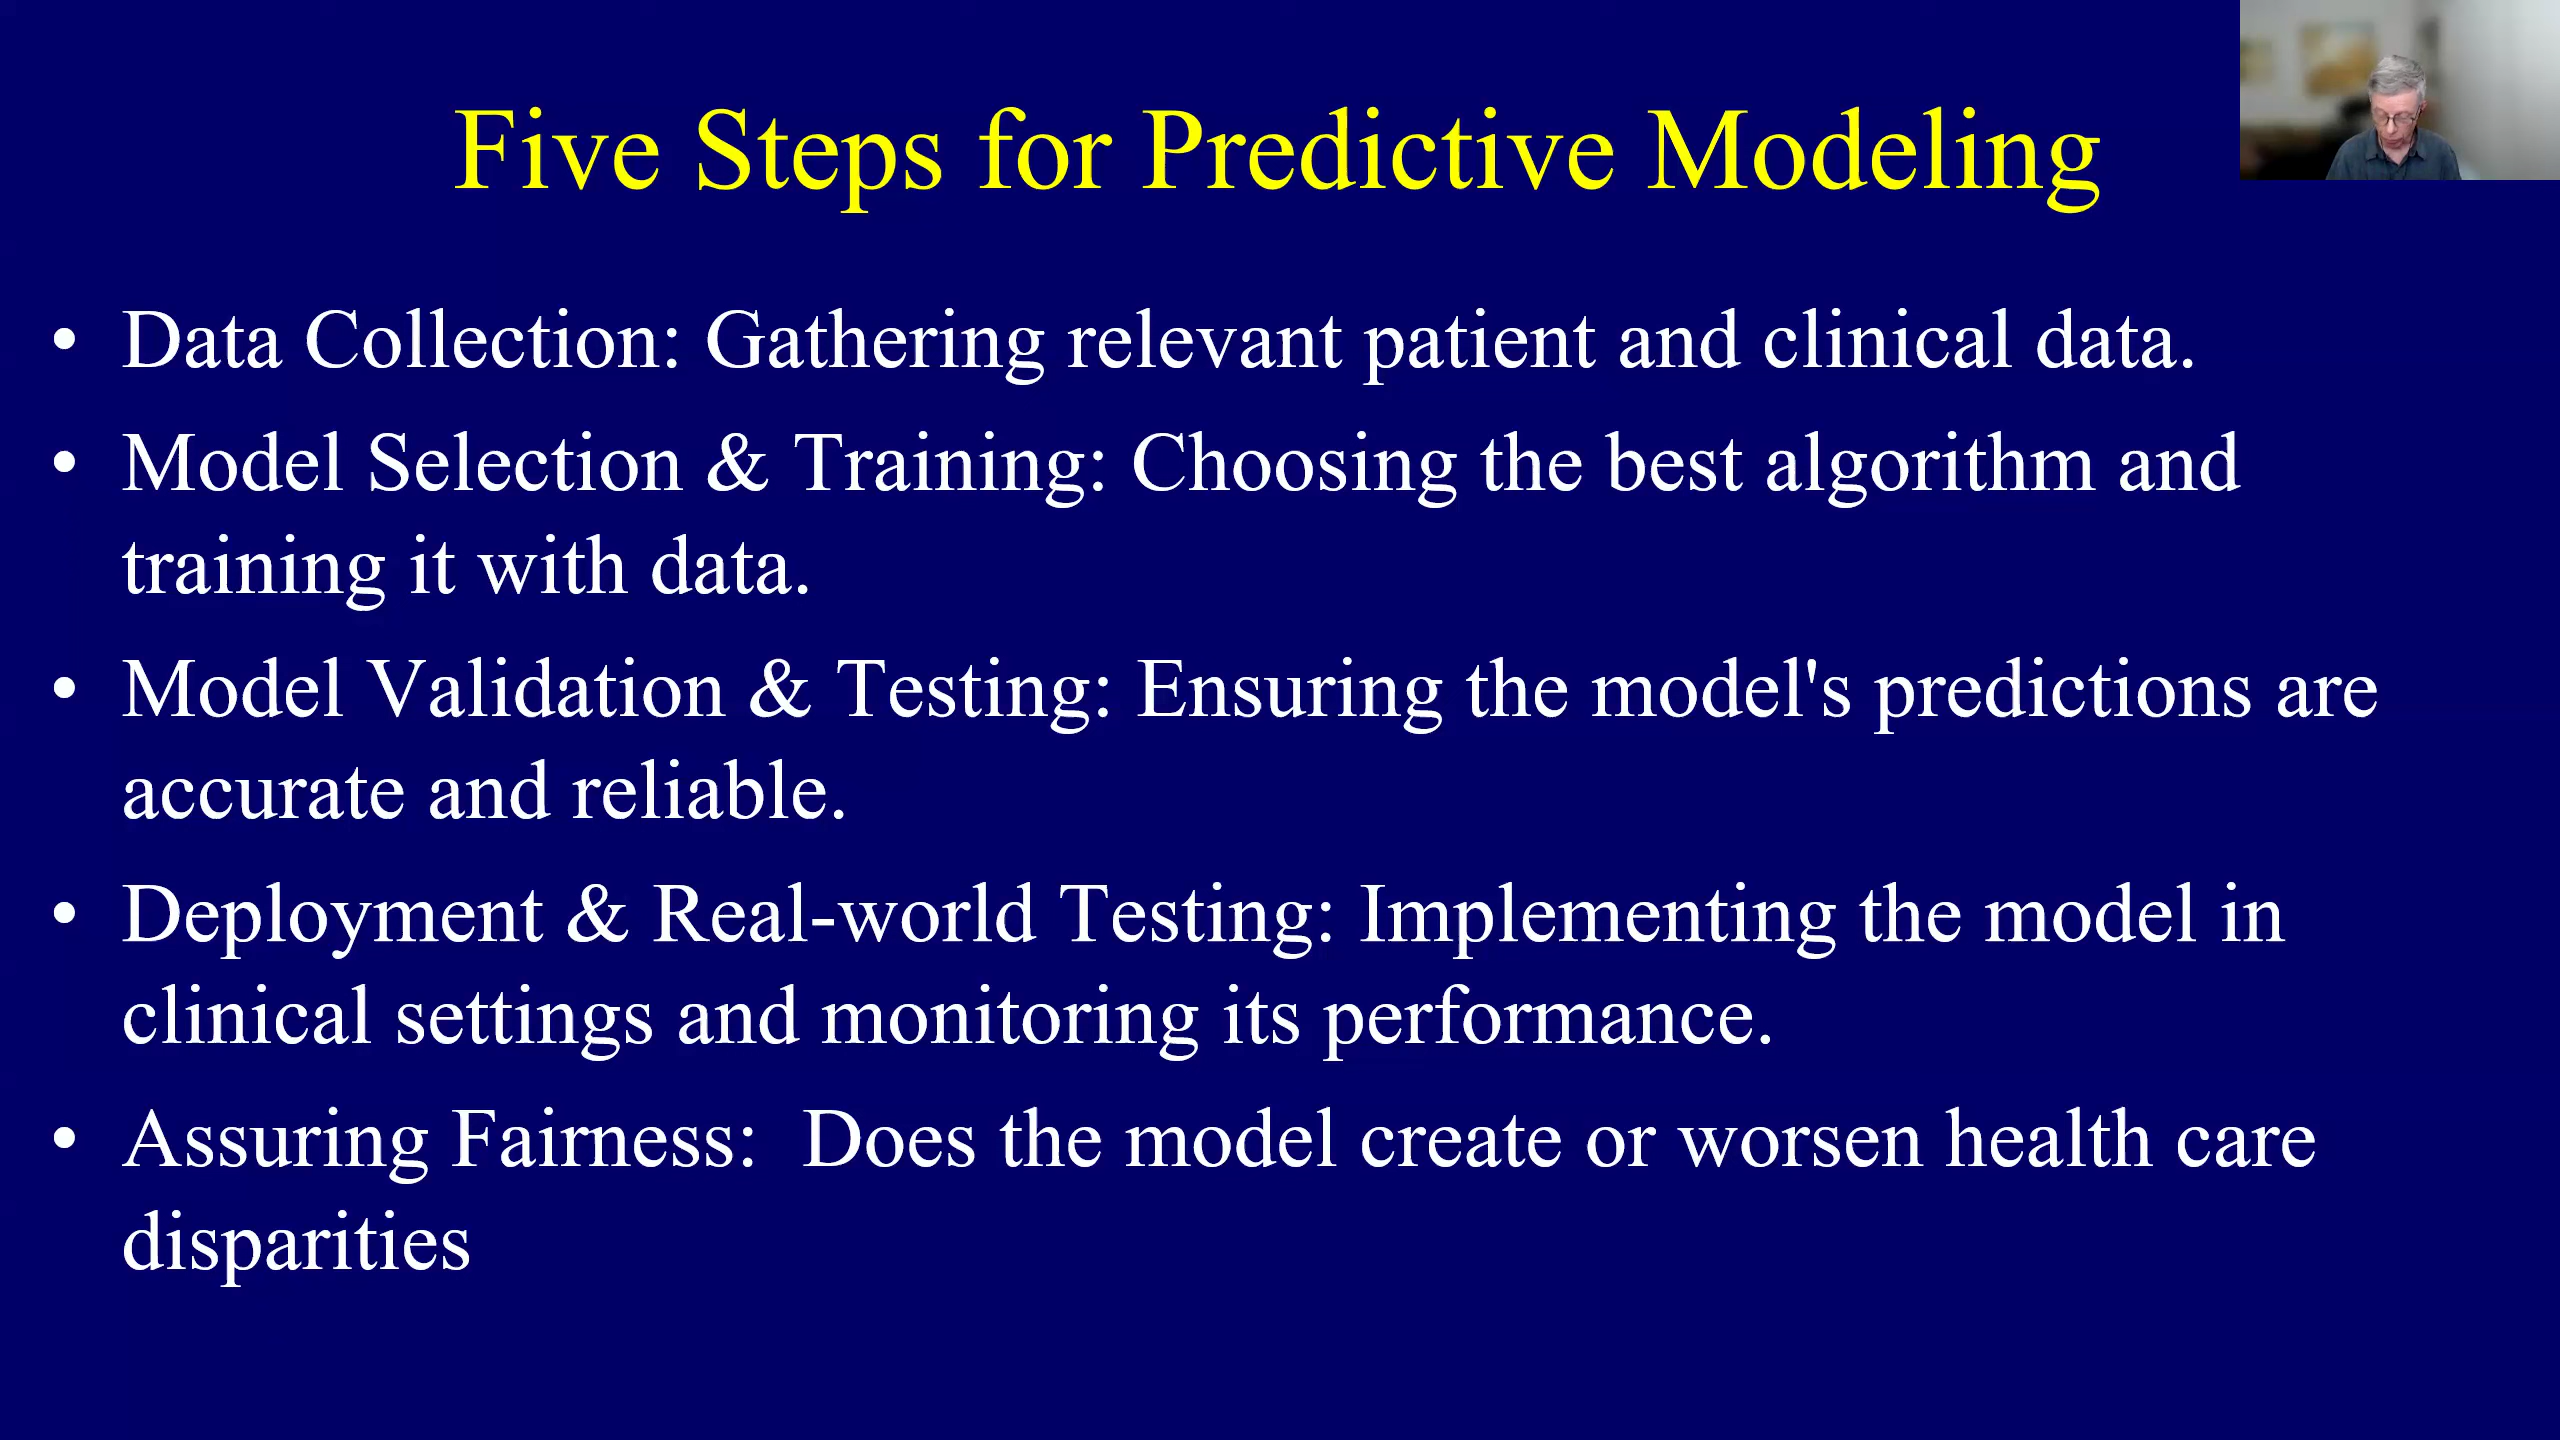 Five Steps for Predictive Modeling
• Data Collection: Gathering relevant patient and clinical data.
• Model Selection & Training: Choosing the best algorithm and
training it with data.
• Model Validation & Testing: Ensuring the model's predictions are
accurate and reliable.
• Deployment & Real-world Testing: Implementing the model in
clinical settings and monitoring its performance.
• Assuring Fairness:  Does the model create or worsen health care
disparities